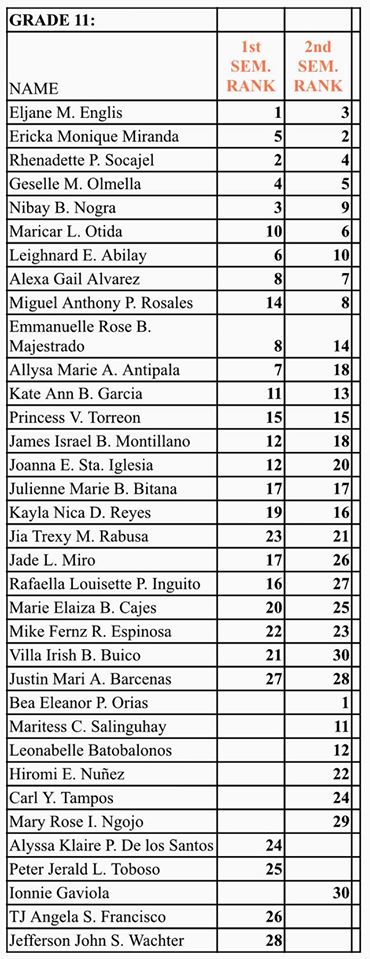 GRADE 11:
NAME 1st SEM. RANK 2nd SEM. RANK
Eljane M. Englis 1 3
Ericka Monique Miranda 5 2
Rhenadette P. Socajel 2 4
Geselle M. Olmella 4 5
Nibay B. Nogra 3 9
Maricar L. Otida 10 6
Leighnard E. Abilay 6 10
Alexa Gail Alvarez 8 7
Miguel Anthony P. Rosales 14 8
Emmanuelle Rose B.
Majestrado 8 14
Allysa Marie A. Antipala 7 18
Kate Ann B. Garcia 11 13
Princess V. Torreon 15 15
James Israel B. Montillano 12 18
Joanna E. Sta. Iglesia 12 20
Julienne Marie B. Bitana 17 17
Kayla Nica D. Reyes 19 16
Jia Trexy M. Rabusa 23 21
Jade L. Miro 17 26
Rafaella Louisette P. Inguito 16 27
Marie Elaiza B. Cajes 20 25
Mike Fernz R. Espinosa 22 23
Villa Irish B. Buico 21 30
Justin Mari A. Barcenas 27 28
Bea Eleanor P. Orias 1
Maritess C. Salinguhay 11
Leonabelle Batobalonos 12
Hiromi E. Nuñez 22
Carl Y. Tampos 24
Mary Rose I. Ngojo 29
Alyssa Klaire P. De los Santos 24
Peter Jerald L. Toboso 25
Ionnie Gaviola 30
TJ Angela S. Francisco 26
Jefferson John S. Wachter 28